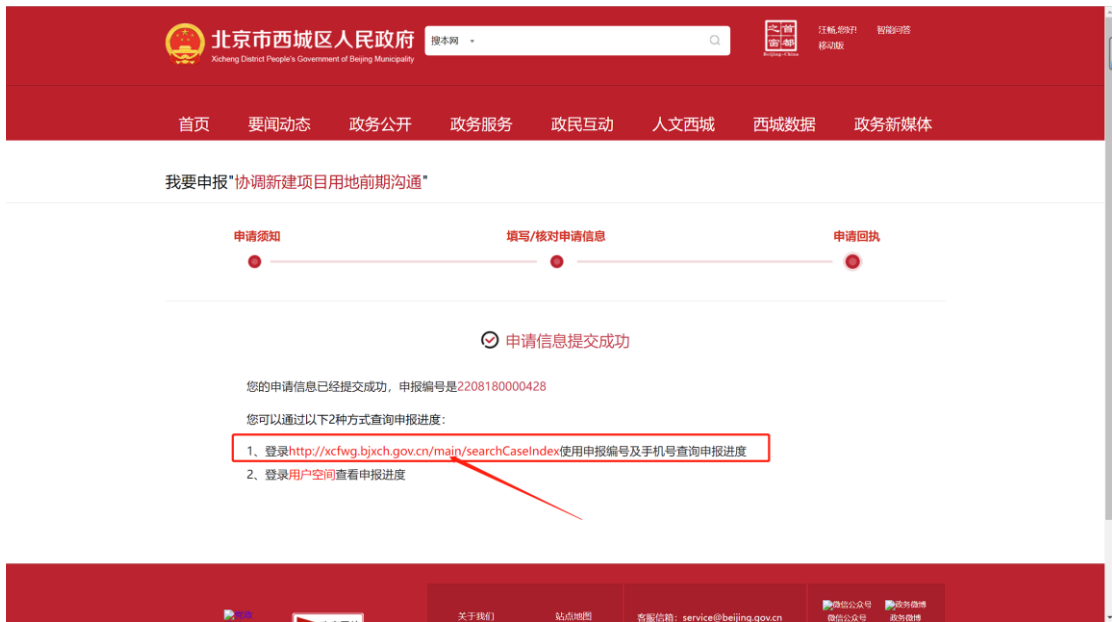 北京市西城区人民政府
Xicheng District People's Government of Beijing Municipality
搜本网
首都之窗
Beijing-China
汪畅,您好! 智能问答
移动版
首页 要闻动态 政务公开 政务服务 政民互动 人文西城 西城数据 政务新媒体
我要申报"协调新建项目用地前期沟通"
申请须知 填写/核对申请信息 申请回执
申请信息提交成功
您的申请信息已经提交成功，申报编号是2208180000428
您可以通过以下2种方式查询申报进度：
1、登录http://xcfwg.bjxch.gov.cn/main/searchCaseIndex使用申报编号及手机号查询申报进度
2、登录用户空间查看申报进度
关于我们 站点地图 客服信箱：service@beijing.gov.cn
微信公众号 政务微博
微信公众号 政务微博